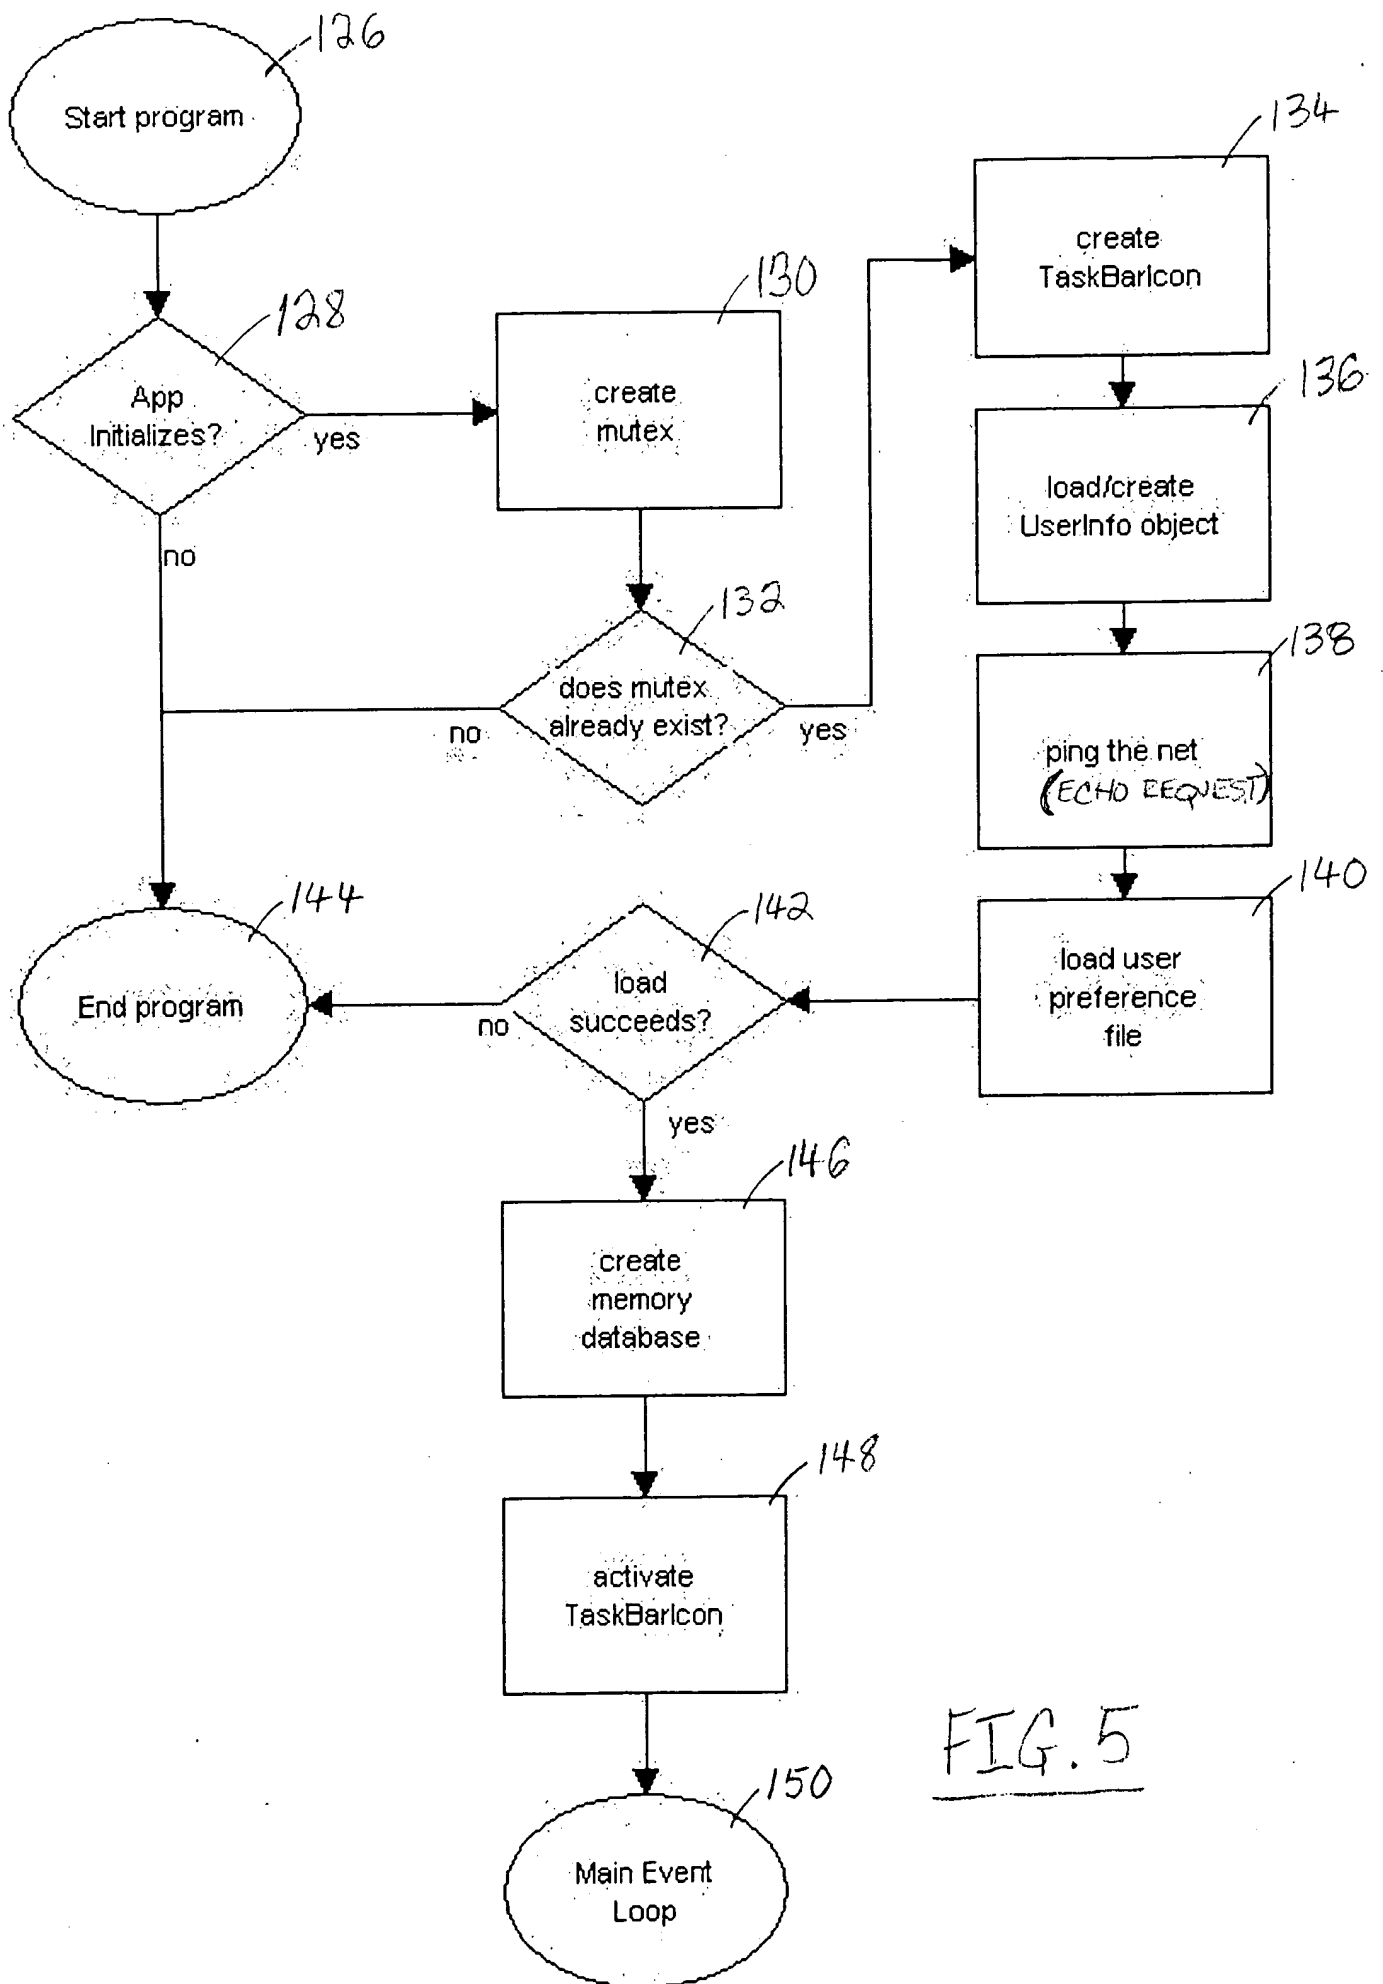 126
Start program
134
create
TaskBarIcon
130
128
App
Initializes?
yes
create
mutex
136
load/create
UserInfo object
no
132
does mutex
already exist?
no
yes
138
ping the net
(ECHO REQUEST)
144
End program
142
load
succeeds?
no
yes
140
load user
preference
file
146
create
memory
database
148
activate
TaskBarIcon
FIG. 5
150
Main Event
Loop